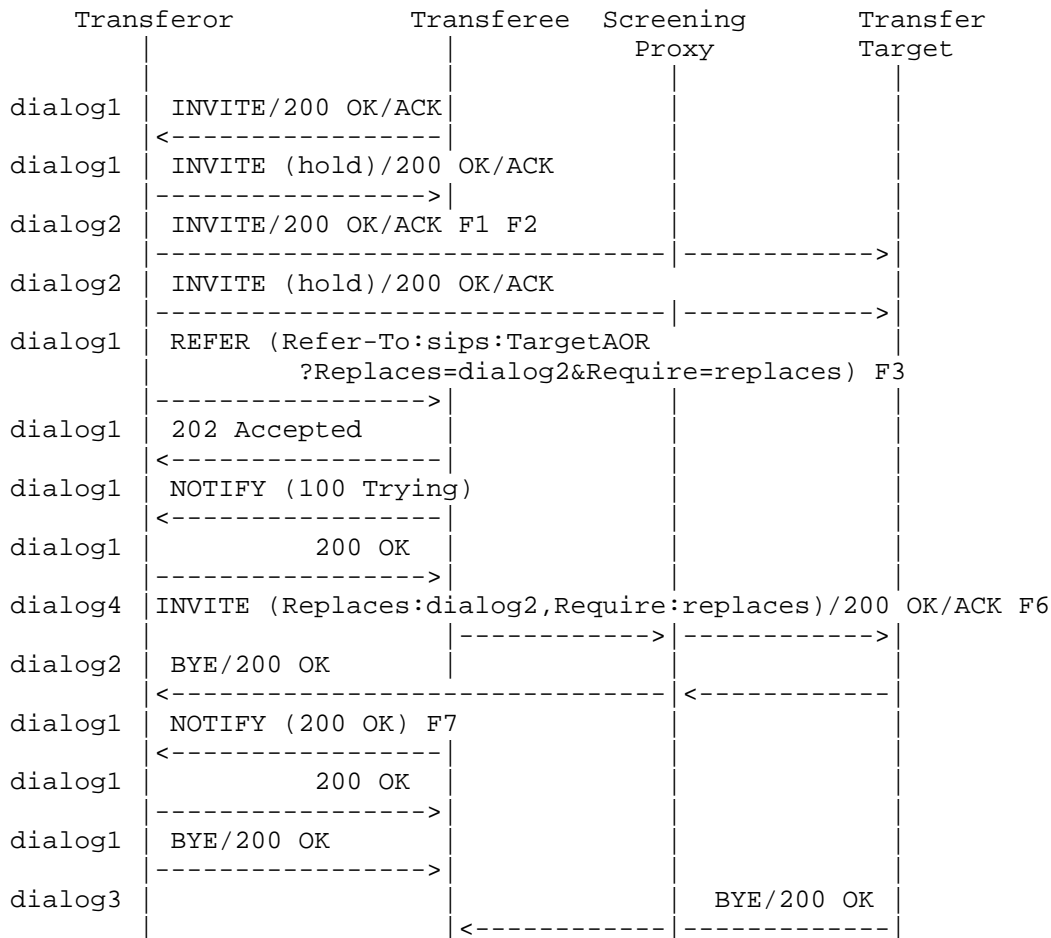 Transferor Transferee Screening Transfer
Proxy Target
dialog1 INVITE/200 OK/ACK
dialog1 INVITE (hold)/200 OK/ACK
dialog2 INVITE/200 OK/ACK F1 F2
dialog2 INVITE (hold)/200 OK/ACK
dialog1 REFER (Refer-To:sips:TargetAOR
?Replaces=dialog2&Require=replaces) F3
dialog1 202 Accepted
dialog1 NOTIFY (100 Trying)
dialog1 200 OK
dialog4 INVITE (Replaces:dialog2,Require:replaces)/200 OK/ACK F6
dialog2 BYE/200 OK
dialog1 NOTIFY (200 OK) F7
dialog1 200 OK
dialog1 BYE/200 OK
dialog3 BYE/200 OK